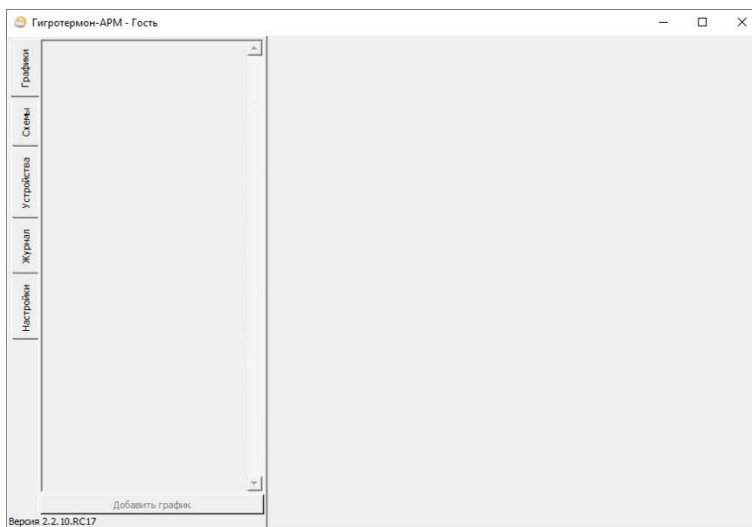 Гигротермон-АРМ - Гость
Графики
Схемы
Устройства
Журнал
Настройки
Добавить график
Версия 2.2.10.RC17